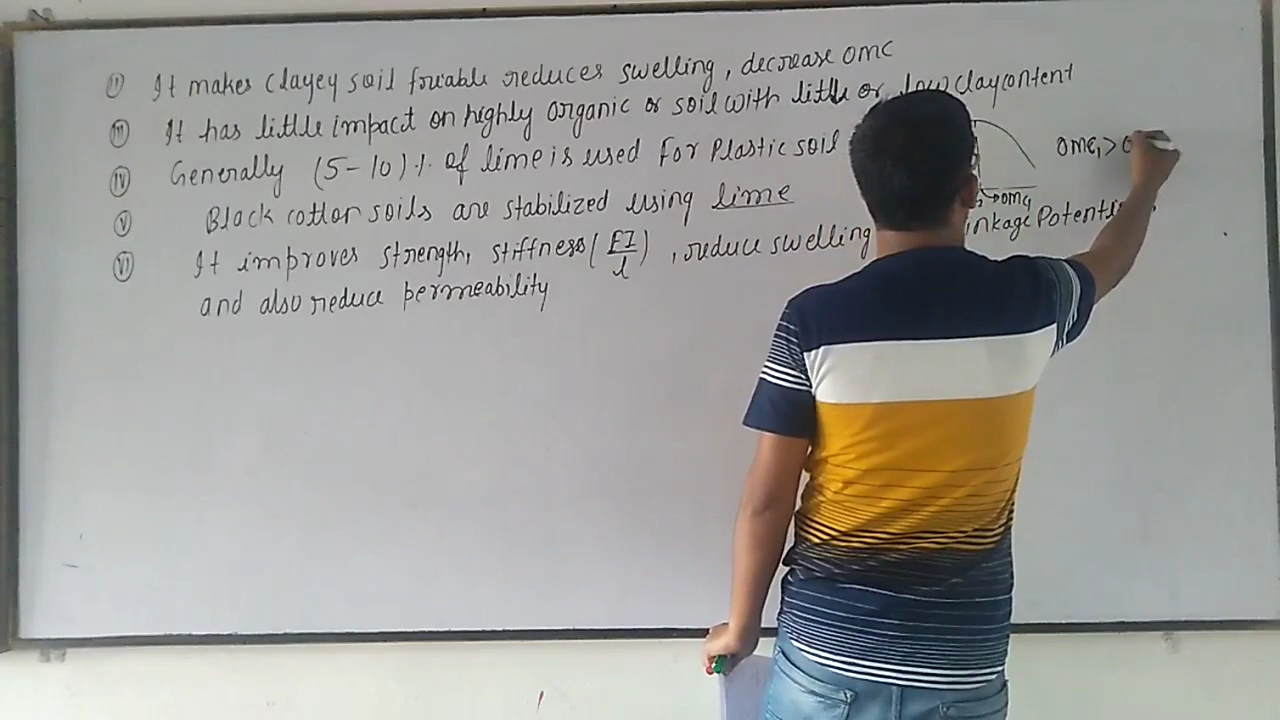 (II) It makes clayey soil friable reduces swelling, decrease OMC
(III) It has little impact on highly organic or soil with little or low clay content
(IV) Generally (5-10)% of lime is used For Plastic soil
(V) Black cotton soils are stabilized using lime
(VI) It improves strength, stiffness (EI/L), reduce swelling inkage Potential.
and also reduce permeability
OMC₁ > O
→OMC₁